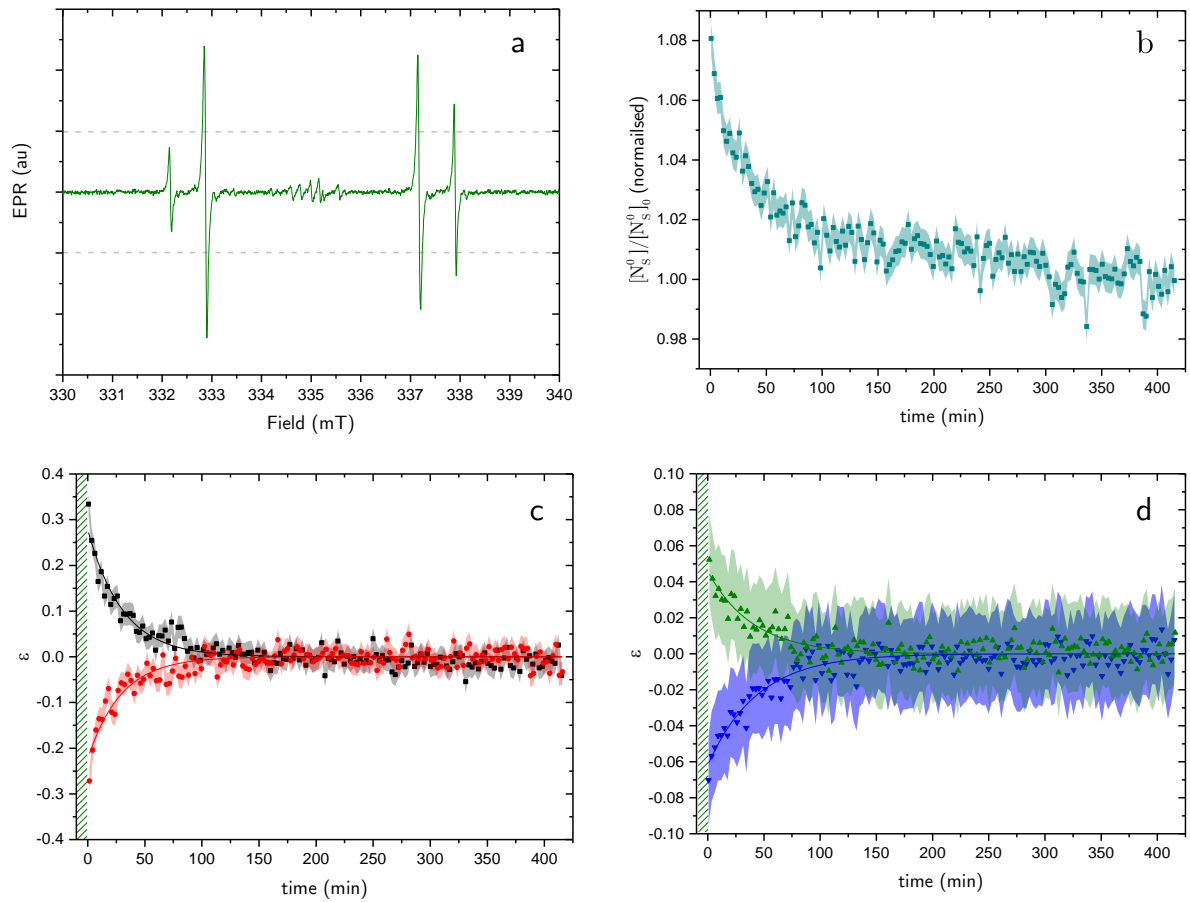 a
EPR (au)
330 331 332 333 334 335 336 337 338 339 340
Field (mT)
b
[N_S^0]/[N_S^0]_0 (normailsed)
1.08
1.06
1.04
1.02
1.00
0.98
0 50 100 150 200 250 300 350 400
time (min)
c
ε
0.4
0.3
0.2
0.1
0.0
-0.1
-0.2
-0.3
-0.4
0 50 100 150 200 250 300 350 400
time (min)
d
ε
0.10
0.08
0.06
0.04
0.02
0.00
-0.02
-0.04
-0.06
-0.08
-0.10
0 50 100 150 200 250 300 350 400
time (min)